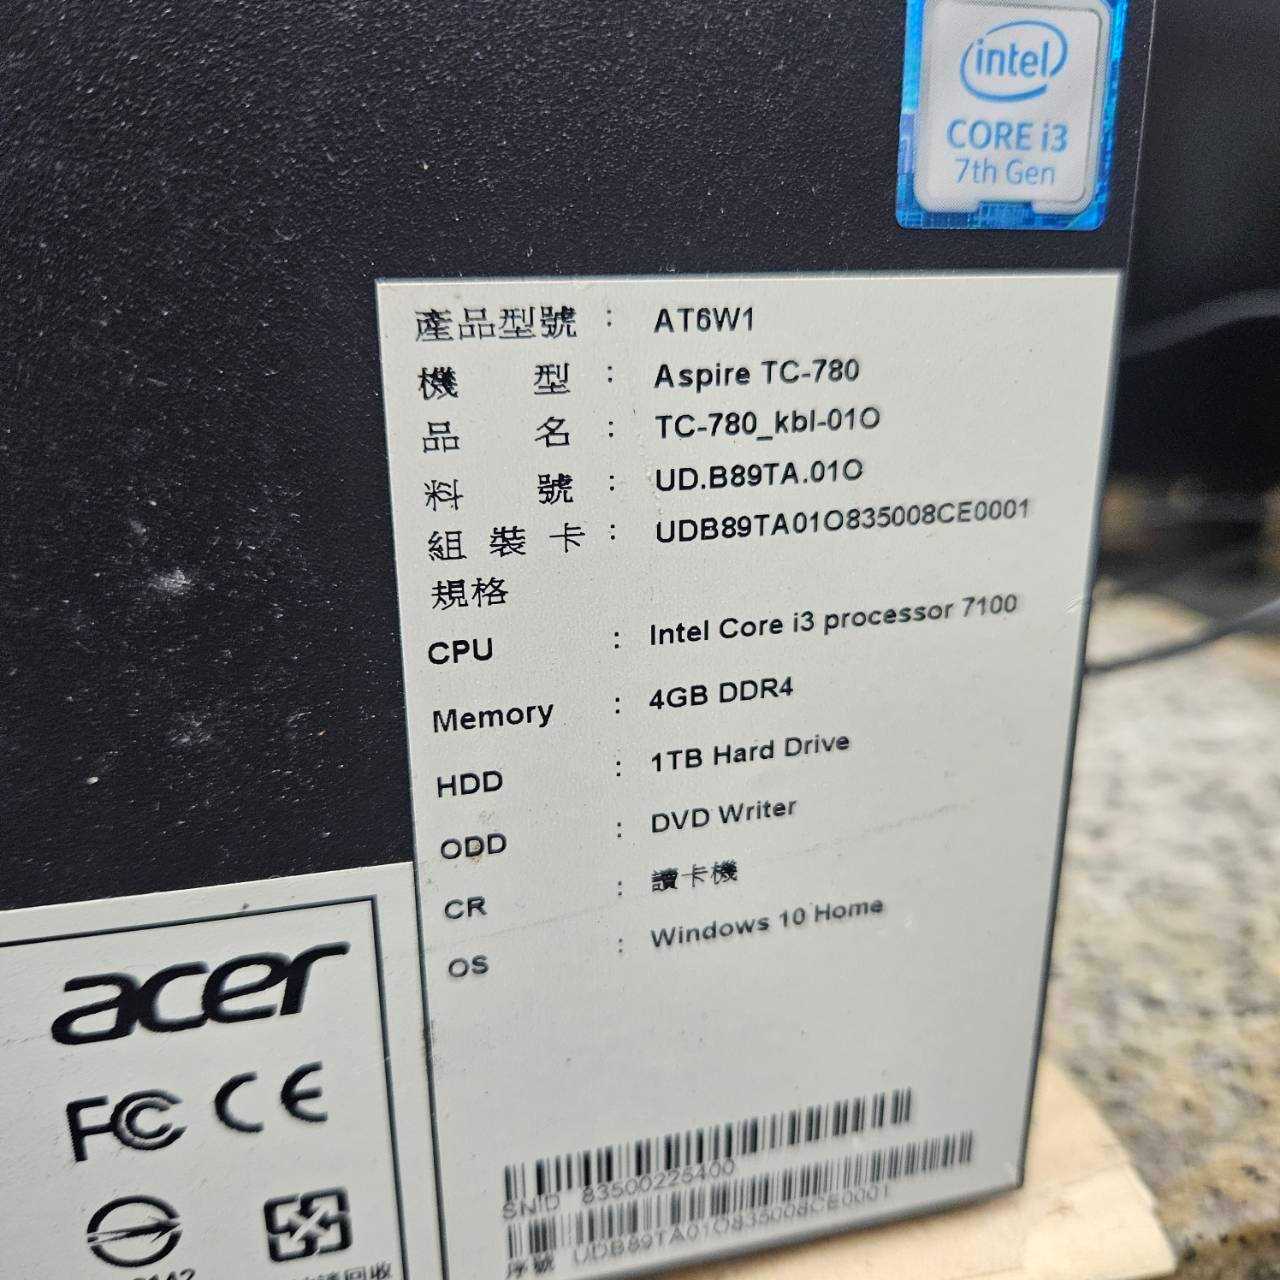 intel
CORE i3
7th Gen
產品型號 : AT6W1
機型 : Aspire TC-780
品名 : TC-780_kbl-01O
料號 : UD.B89TA.01O
組裝卡 : UDB89TA01O835008CE0001
規格
CPU : Intel Core i3 processor 7100
Memory : 4GB DDR4
HDD : 1TB Hard Drive
ODD : DVD Writer
CR : 讀卡機
OS : Windows 10 Home
acer
FC CE
SNID 83500225400
序號 UDB89TA01O835008CE0001
回收